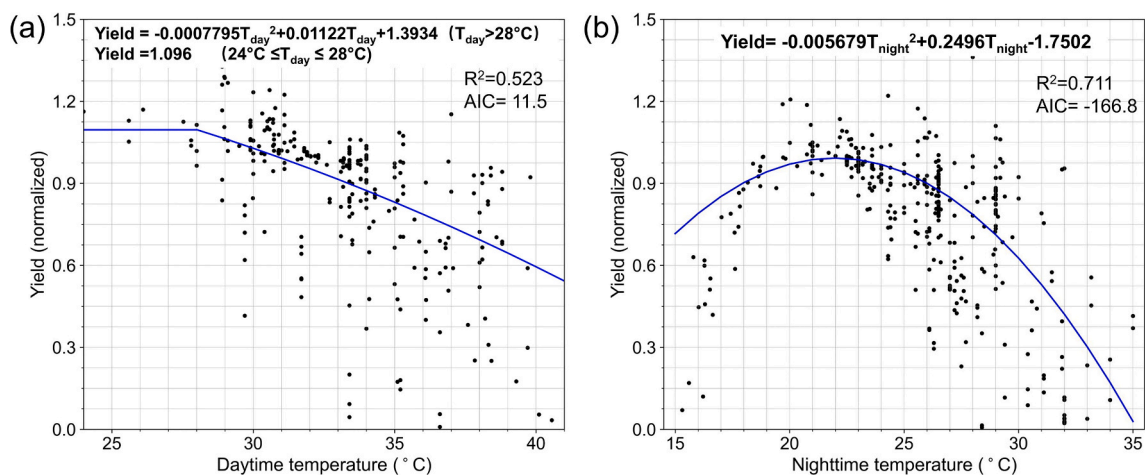 (a)
Yield = -0.0007795T_day²+0.01122T_day+1.3934 (T_day>28°C)
Yield =1.096 (24°C ≤T_day ≤ 28°C)
R²=0.523
AIC= 11.5
Yield (normalized)
1.5
1.2
0.9
0.6
0.3
0.0
25 30 35 40
Daytime temperature (°C)
(b)
Yield= -0.005679T_night²+0.2496T_night-1.7502
R²=0.711
AIC= -166.8
Yield (normalized)
1.5
1.2
0.9
0.6
0.3
0.0
15 20 25 30 35
Nighttime temperature (°C)